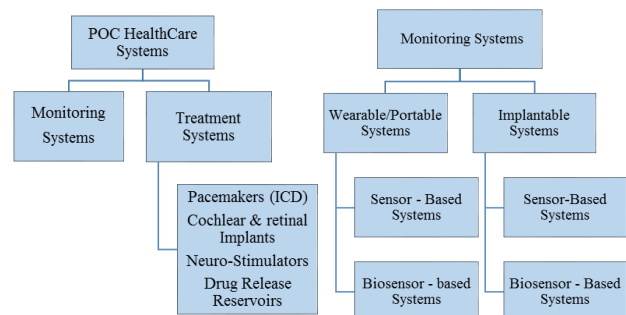 POC HealthCare
Systems
Monitoring
Systems
Treatment
Systems
Pacemakers (ICD)
Cochlear & retinal
Implants
Neuro-Stimulators
Drug Release
Reservoirs
Monitoring Systems
Wearable/Portable
Systems
Implantable
Systems
Sensor - Based
Systems
Sensor-Based
Systems
Biosensor - based
Systems
Biosensor - Based
Systems